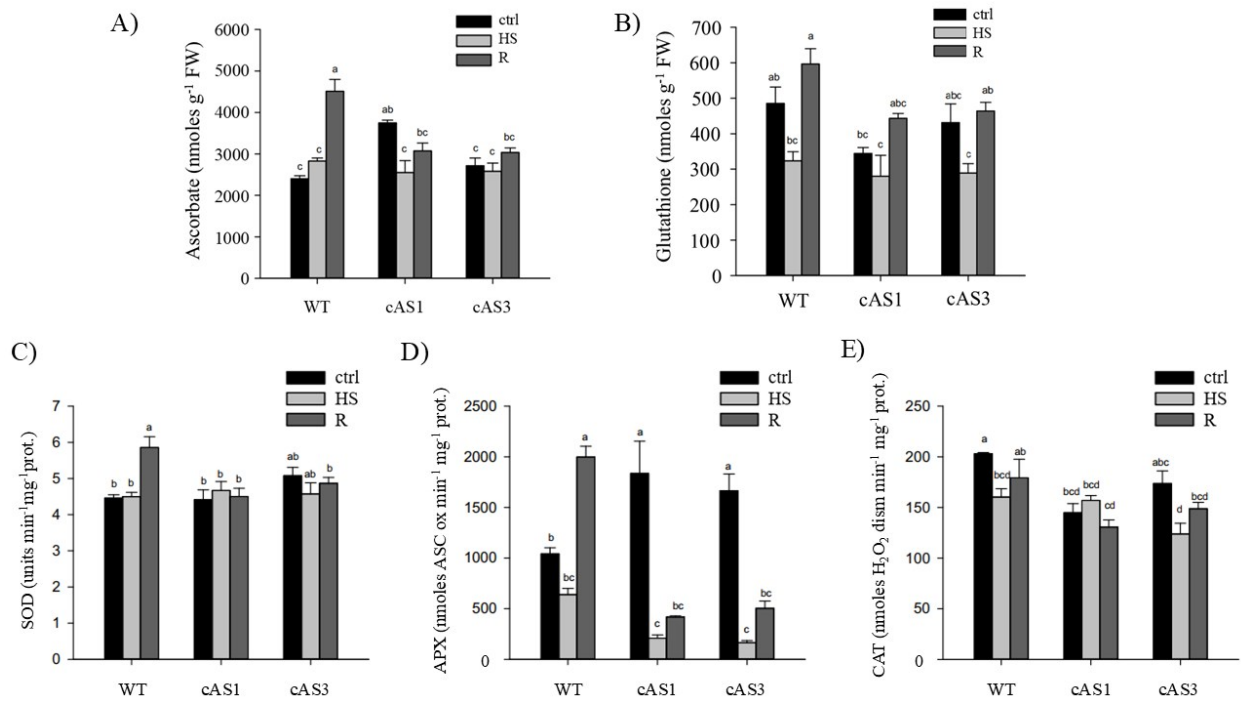 A)
Ascorbate (nmoles g-1 FW)
6000
5000
4000
3000
2000
1000
0
ctrl
HS
R
c c a
ab c bc
c c bc
WT cAS1 cAS3
B)
Glutathione (nmoles g-1 FW)
700
600
500
400
300
200
100
0
ctrl
HS
R
ab bc a
bc c abc
abc c ab
WT cAS1 cAS3
C)
SOD (units min-1mg-1prot.)
7
6
5
4
3
2
1
0
ctrl
HS
R
b b a
b b b
ab ab b
WT cAS1 cAS3
D)
APX (nmoles ASC ox min-1 mg-1 prot.)
2500
2000
1500
1000
500
0
ctrl
HS
R
b bc a
a c bc
a c bc
WT cAS1 cAS3
E)
CAT (nmoles H2O2 dism min-1 mg-1 prot.)
250
200
150
100
50
0
ctrl
HS
R
a bcd ab
bcd bcd cd
abc d bcd
WT cAS1 cAS3